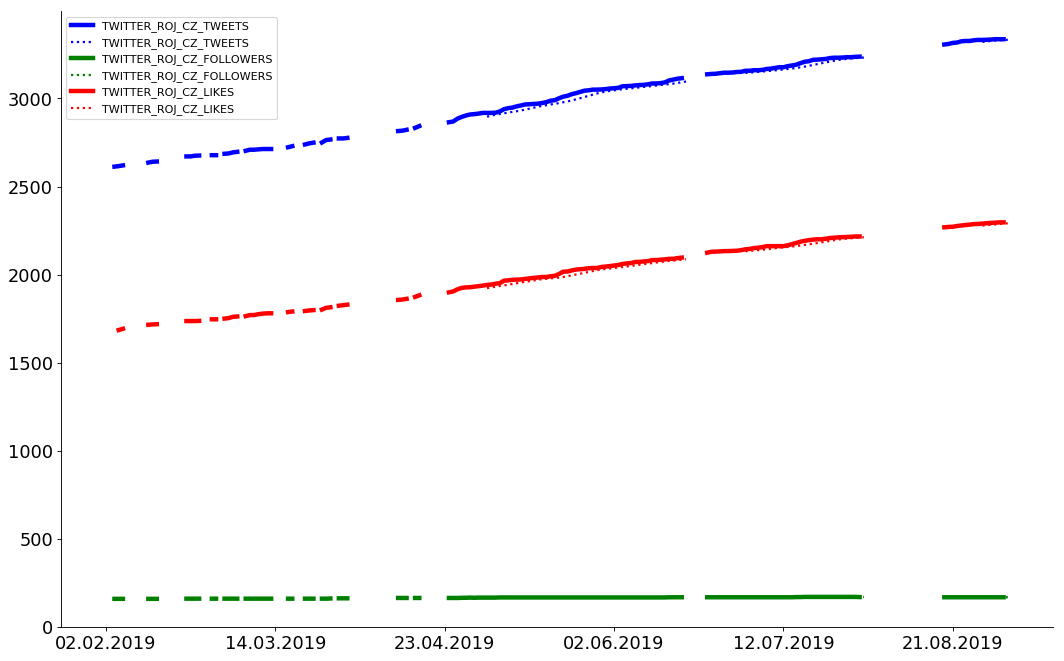 TWITTER_ROJ_CZ_TWEETS
TWITTER_ROJ_CZ_TWEETS
TWITTER_ROJ_CZ_FOLLOWERS
TWITTER_ROJ_CZ_FOLLOWERS
TWITTER_ROJ_CZ_LIKES
TWITTER_ROJ_CZ_LIKES
3000
2500
2000
1500
1000
500
0
02.02.2019 14.03.2019 23.04.2019 02.06.2019 12.07.2019 21.08.2019